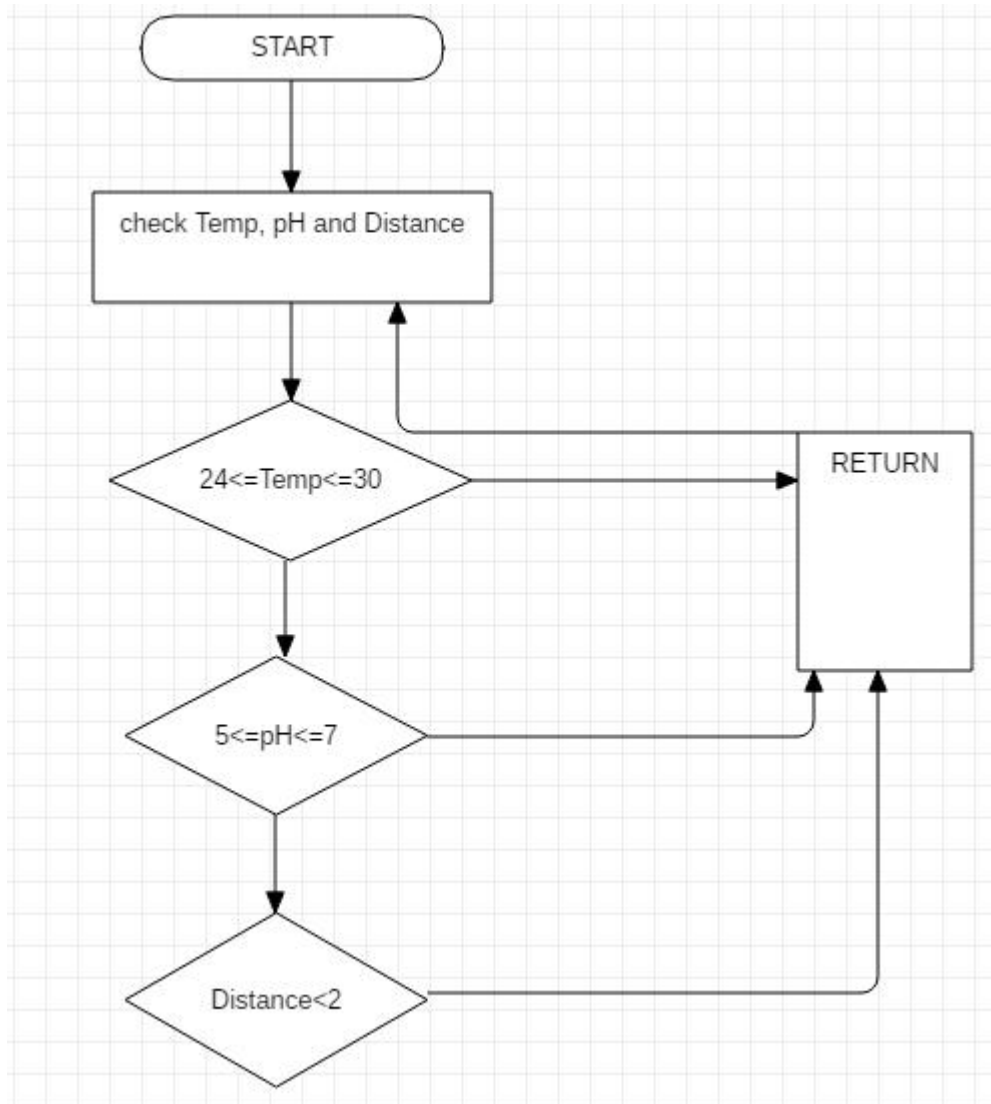 START
check Temp, pH and Distance
24<=Temp<=30
RETURN
5<=pH<=7
Distance<2